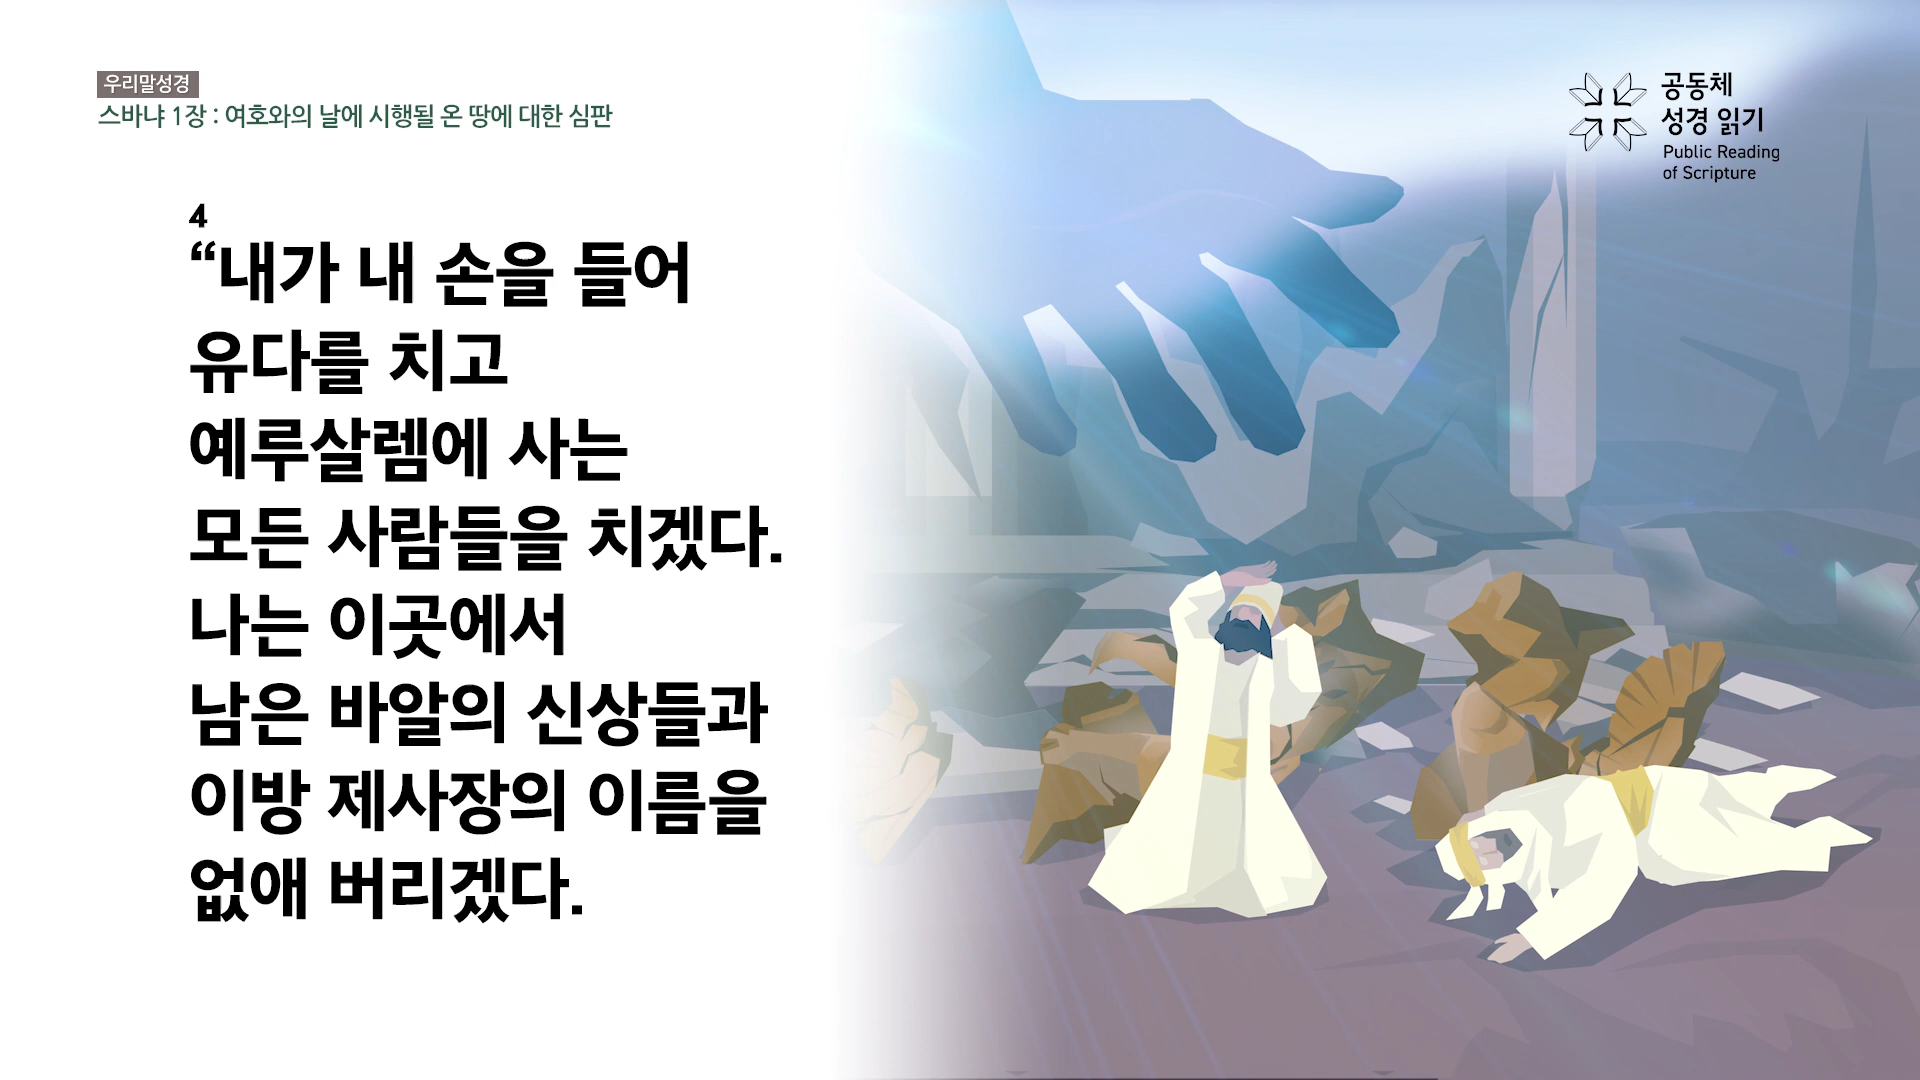 우리말성경
스바냐 1장 : 여호와의 날에 시행될 온 땅에 대한 심판
4
“내가 내 손을 들어
유다를 치고
예루살렘에 사는
모든 사람들을 치겠다.
나는 이곳에서
남은 바알의 신상들과
이방 제사장의 이름을
없애 버리겠다.
공동체
성경 읽기
Public Reading
of Scripture